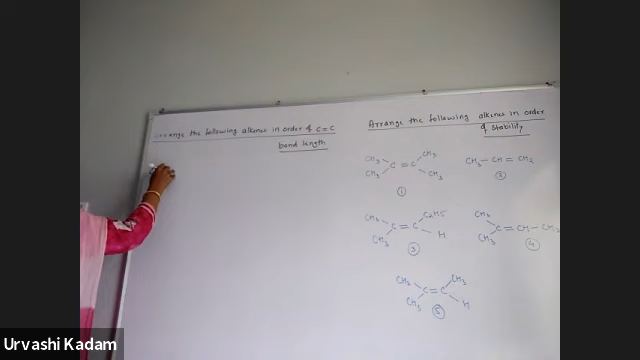 Arrange the following alkenes in order of C=C
bond length
Arrange the following alkenes in order
of stability
CH3 CH3
C=C
CH3 CH3
1
CH3-CH=CH2
2
CH3 C2H5
C=C
CH3 H
3
CH3
C=CH-CH3
CH3
4
CH3 CH3
C=C
CH3 H
5
Urvashi Kadam